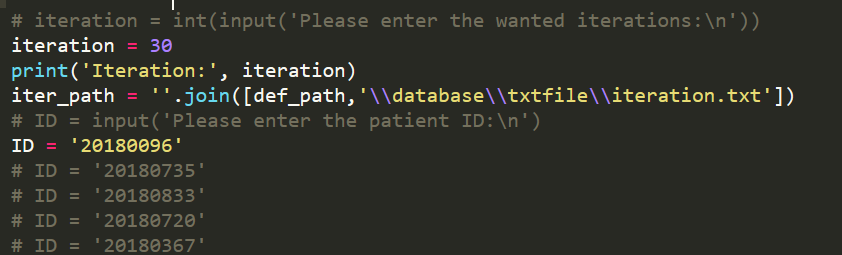 # iteration = int(input('Please enter the wanted iterations:\n'))
iteration = 30
print('Iteration:', iteration)
iter_path = ''.join([def_path,'\\database\\txtfile\\iteration.txt'])
# ID = input('Please enter the patient ID:\n')
ID = '20180096'
# ID = '20180735'
# ID = '20180833'
# ID = '20180720'
# ID = '20180367'